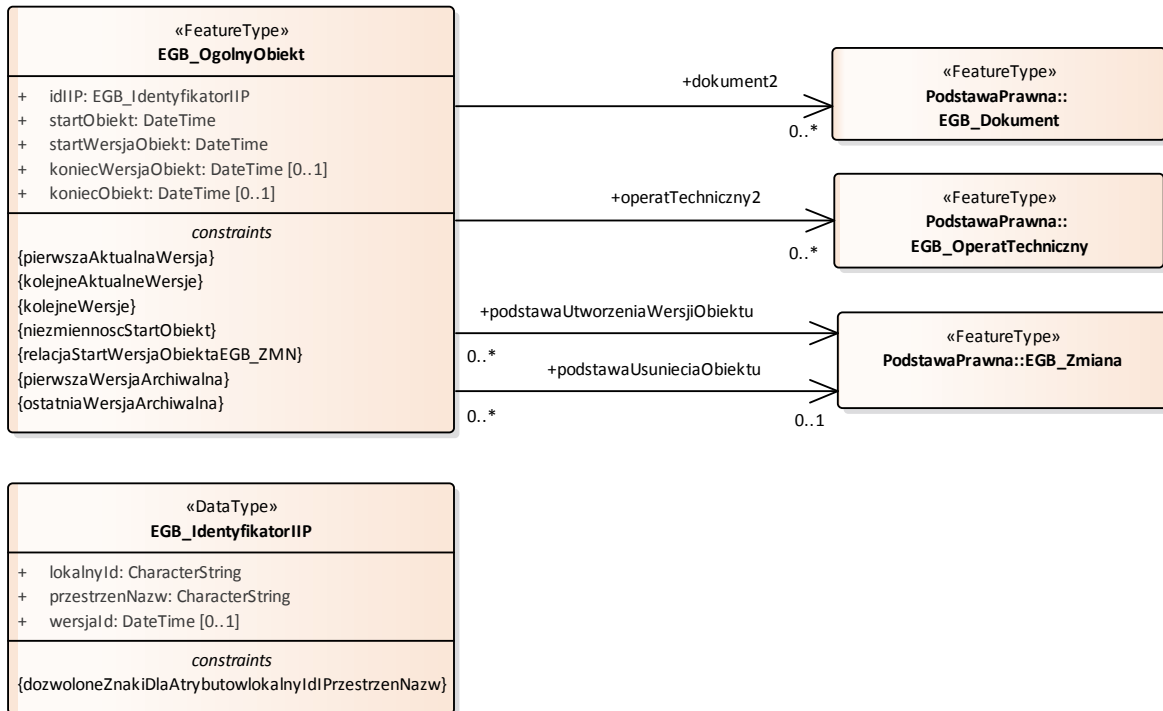 «FeatureType»
EGB_OgolnyObiekt
+ idIIP: EGB_IdentyfikatorIIP
+ startObiekt: DateTime
+ startWersjaObiekt: DateTime
+ koniecWersjaObiekt: DateTime [0..1]
+ koniecObiekt: DateTime [0..1]
constraints
{pierwszaAktualnaWersja}
{kolejneAktualneWersje}
{kolejneWersje}
{niezmiennoscStartObiekt}
{relacjaStartWersjaObiektaEGB_ZMN}
{pierwszaWersjaArchiwalna}
{ostatniaWersjaArchiwalna}
+dokument2
0..*
«FeatureType»
PodstawaPrawna::
EGB_Dokument
+operatTechniczny2
0..*
«FeatureType»
PodstawaPrawna::
EGB_OperatTechniczny
+podstawaUtworzeniaWersjiObiektu
0..*
+podstawaUsunieciaObiektu
0..*
0..1
«FeatureType»
PodstawaPrawna::EGB_Zmiana
«DataType»
EGB_IdentyfikatorIIP
+ lokalnyId: CharacterString
+ przestrzenNazw: CharacterString
+ wersjaId: DateTime [0..1]
constraints
{dozwoloneZnakiDlaAtrybutowlokalnyIdIPrzestrzenNazw}